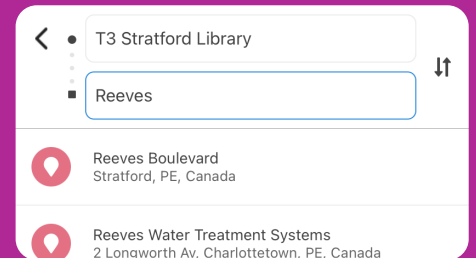 T3 Stratford Library
Reeves
Reeves Boulevard
Stratford, PE, Canada
Reeves Water Treatment Systems
2 Longworth Av, Charlottetown, PE, Canada